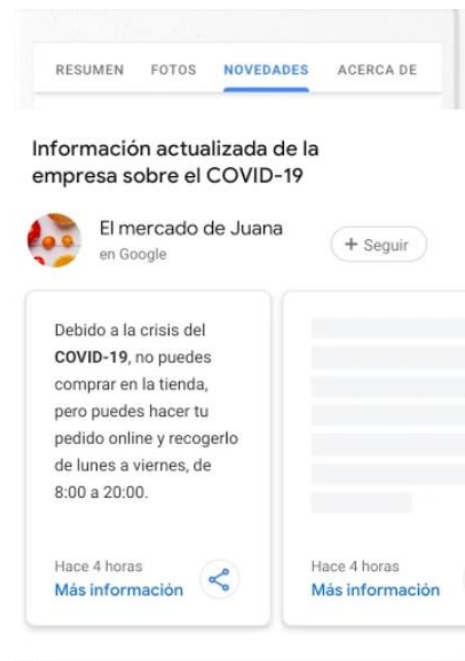 RESUMEN FOTOS NOVEDADES ACERCA DE
Información actualizada de la
empresa sobre el COVID-19
El mercado de Juana
en Google
+ Seguir
Debido a la crisis del
COVID-19, no puedes
comprar en la tienda,
pero puedes hacer tu
pedido online y recogerlo
de lunes a viernes, de
8:00 a 20:00.
Hace 4 horas
Más información
Hace 4 horas
Más información